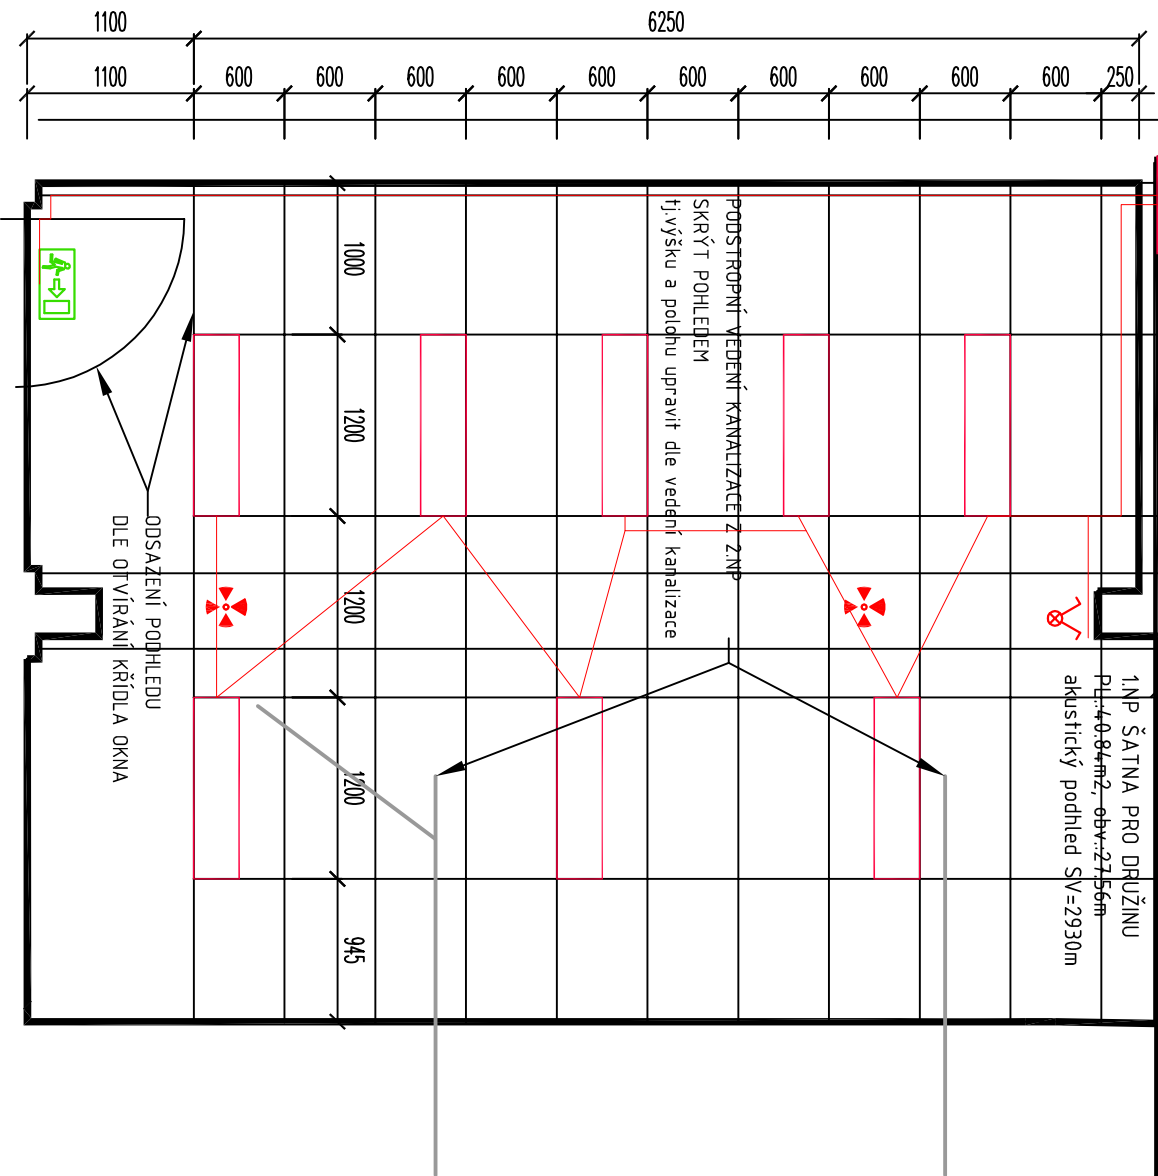 1100
6250
1100
600
600
600
600
600
600
600
600
600
600
250
1000
1200
1200
1200
945
PODSTROPNÍ VEDENÍ KANALIZACE Z 2.NP
SKRÝT POHLEDEM
tj.výšku a polohu upravit dle vedení kanalizace
ODSAZENÍ PODHLEDU
DLE OTVÍRÁNÍ KŘÍDLA OKNA
1.NP ŠATNA PRO DRUŽINU
PL.:40.84m2, obv.:27.56m
akustický podhled SV=2930m